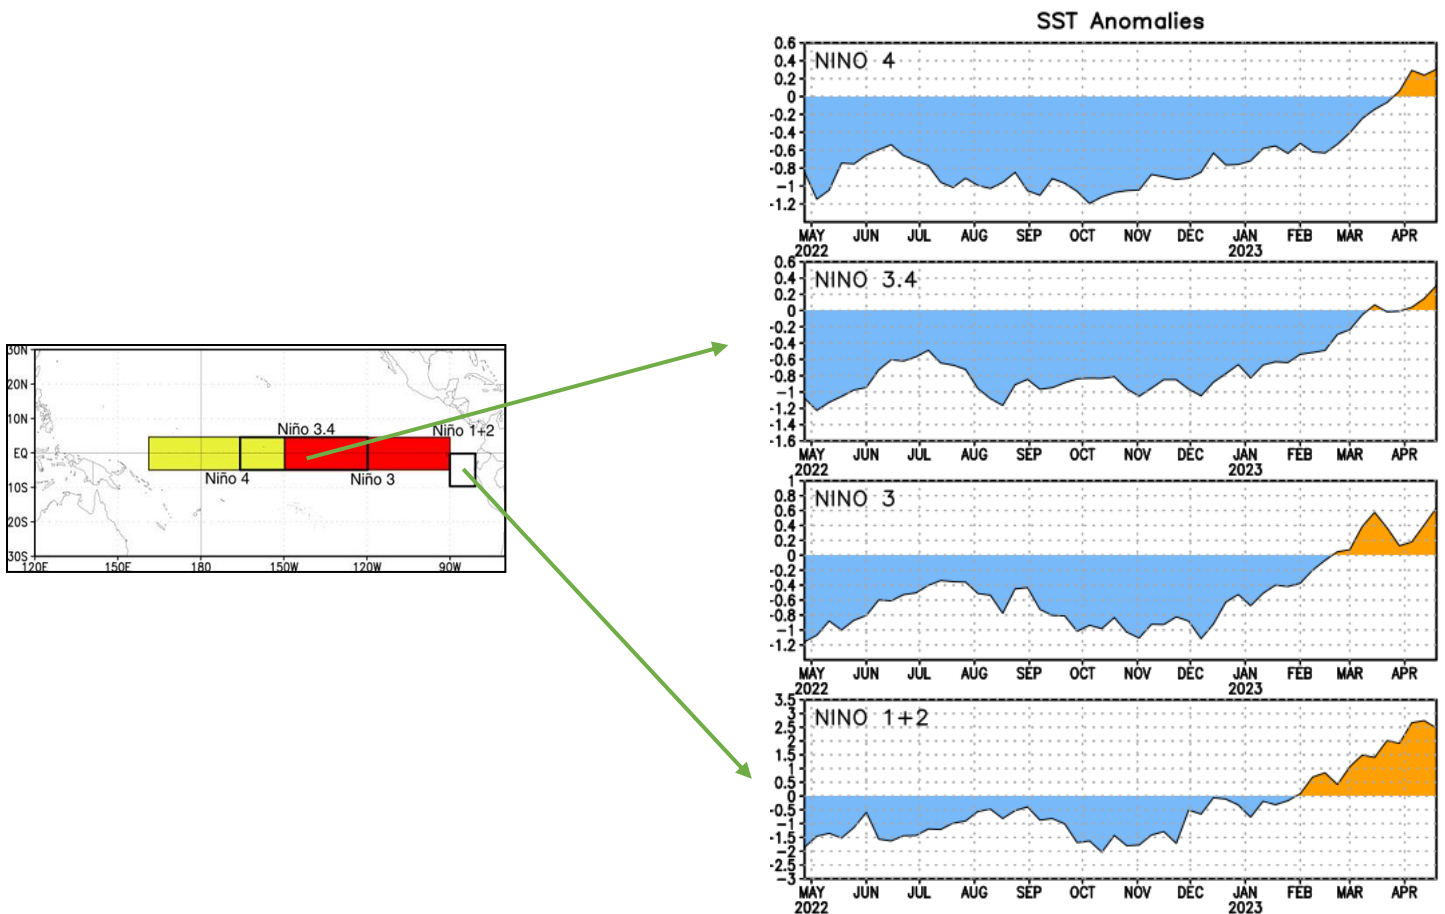 SST Anomalies
0.6
0.4
0.2
0
-0.2
-0.4
-0.6
-0.8
-1
-1.2
NINO 4
MAY JUN JUL AUG SEP OCT NOV DEC JAN FEB MAR APR
2022 2023
0.6
0.4
0.2
0
-0.2
-0.4
-0.6
-0.8
-1
-1.2
-1.4
-1.6
NINO 3.4
MAY JUN JUL AUG SEP OCT NOV DEC JAN FEB MAR APR
2022 2023
30N
20N
10N
EQ
10S
20S
30S
Niño 3.4
Niño 1+2
Niño 4
Niño 3
120E 150E 180 150W 120W 90W
1
0.8
0.6
0.4
0.2
0
-0.2
-0.4
-0.6
-0.8
-1
-1.2
NINO 3
MAY JUN JUL AUG SEP OCT NOV DEC JAN FEB MAR APR
2022 2023
3.5
3
2.5
2
1.5
1
0.5
0
-0.5
-1
-1.5
-2
-2.5
-3
NINO 1+2
MAY JUN JUL AUG SEP OCT NOV DEC JAN FEB MAR APR
2022 2023